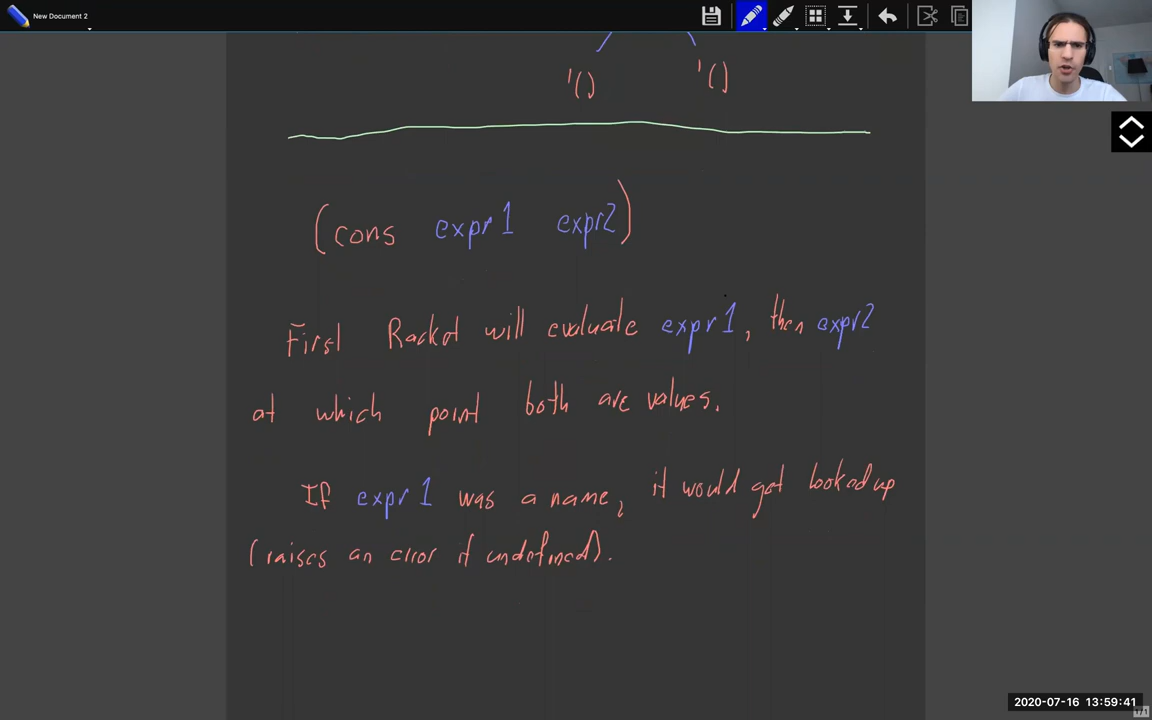 New Document 2
'() '()
(cons expr1 expr2)
First Racket will evaluate expr1, then expr2
at which point both are values.
If expr1 was a name, it would get looked up
(raises an error if undefined).
2020-07-16 13:59:41